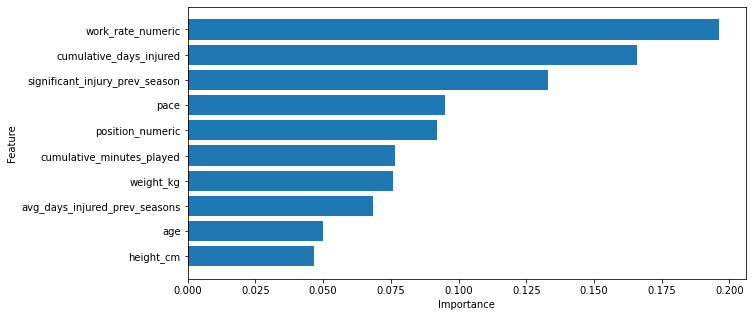 work_rate_numeric
cumulative_days_injured
significant_injury_prev_season
pace
position_numeric
cumulative_minutes_played
weight_kg
avg_days_injured_prev_seasons
age
height_cm
Feature
0.000 0.025 0.050 0.075 0.100 0.125 0.150 0.175 0.200
Importance